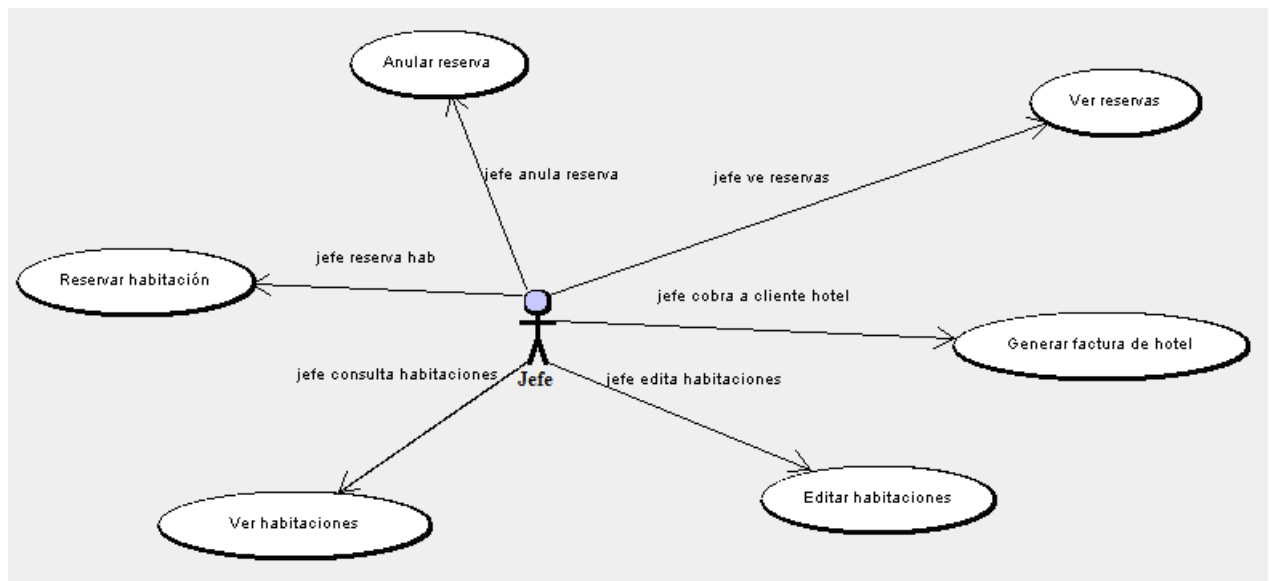 Anular reserva
Ver reservas
jefe anula reserva
jefe ve reservas
jefe reserva hab
Reservar habitación
jefe cobra a cliente hotel
Generar factura de hotel
jefe consulta habitaciones
Jefe
jefe edita habitaciones
Editar habitaciones
Ver habitaciones